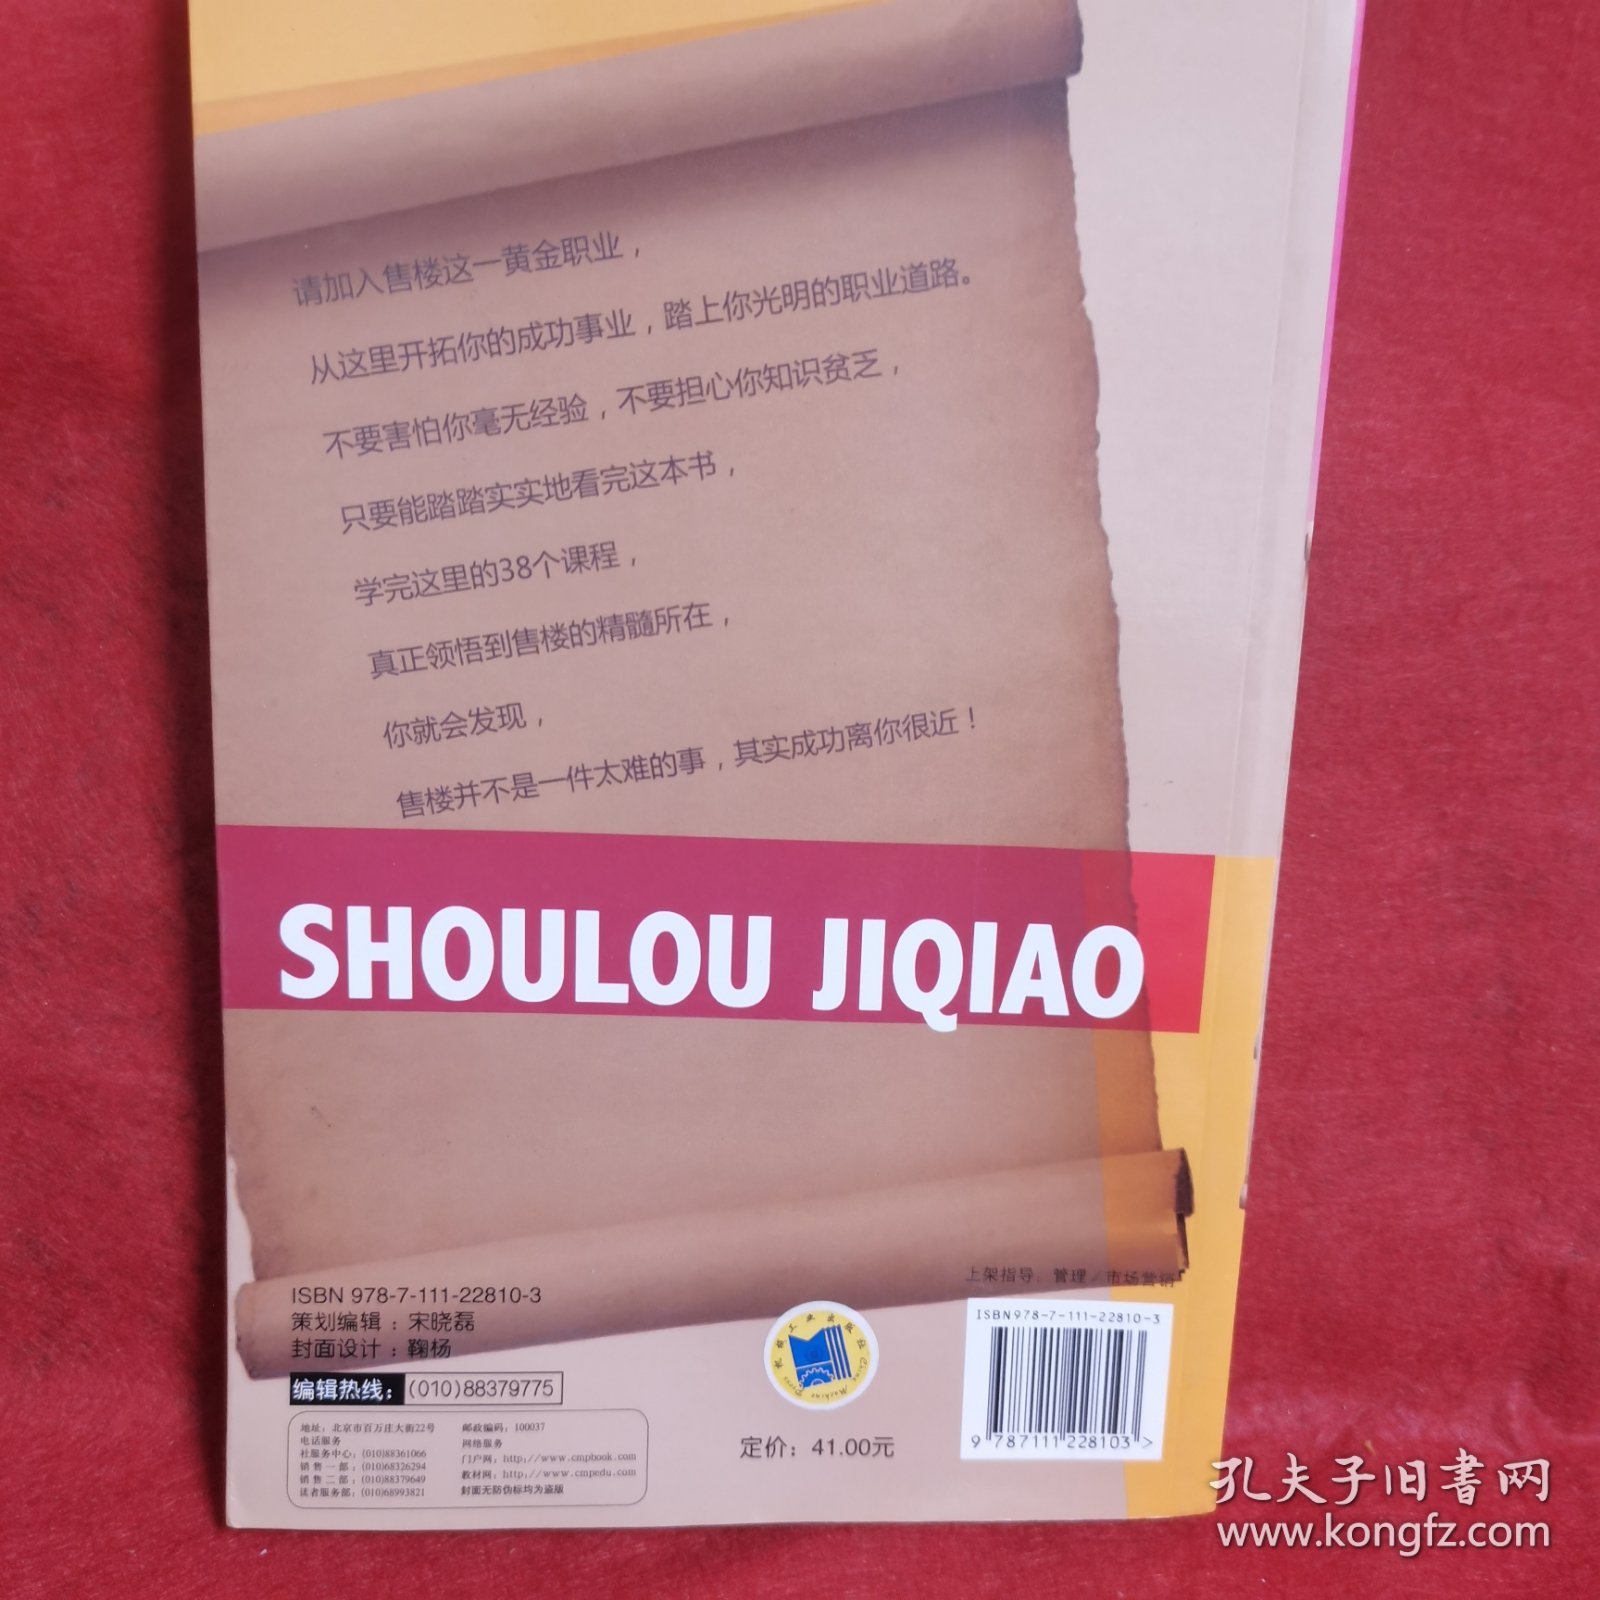 请加入售楼这一黄金职业，
从这里开拓你的成功事业，踏上你光明的职业道路。
不要害怕你毫无经验，不要担心你知识贫乏，
只要能踏踏实实地看完这本书，
学完这里的38个课程，
真正领悟到售楼的精髓所在，
你就会发现，
售楼并不是一件太难的事，其实成功离你很近！
SHOULOU JIQIAO
上架指导：管理／市场营销
ISBN 978-7-111-22810-3
策划编辑：宋晓磊
封面设计：鞠杨
编辑热线：(010)88379775
地址：北京市百万庄大街22号
电话服务
社服务中心：(010)88361066
销售一部：(010)68326294
销售二部：(010)88379649
读者服务部：(010)68993821
邮政编码：100037
网络服务
门户网：http://www.cmpbook.com
教材网：http://www.cmpedu.com
封面无防伪标均为盗版
机械工业出版社
China Machine Press
定价：41.00元
ISBN 978-7-111-22810-3
9 787111 228103 >
孔夫子旧书网
www.kongfz.com